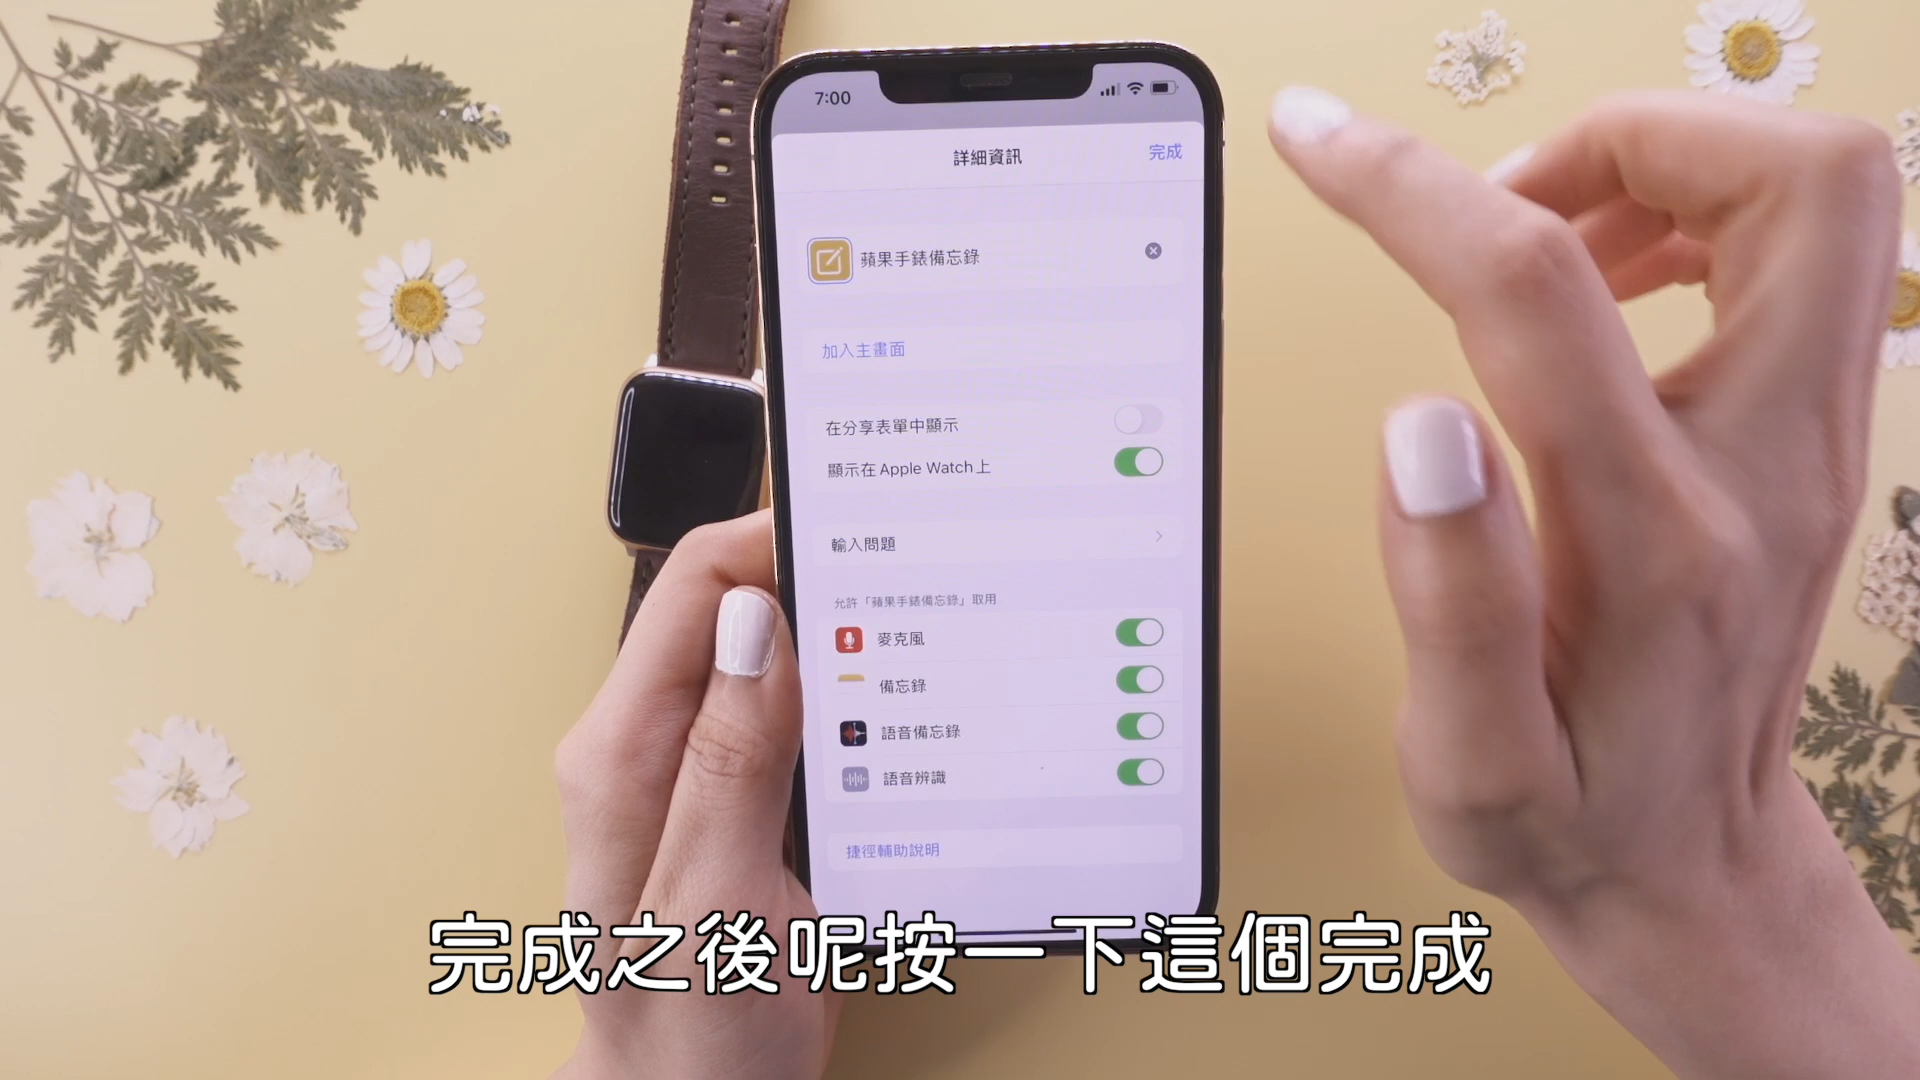 7:00
詳細資訊
完成
蘋果手錶備忘錄
加入主畫面
在分享表單中顯示
顯示在 Apple Watch 上
輸入問題
允許「蘋果手錶備忘錄」取用
麥克風
備忘錄
語音備忘錄
語音辨識
捷徑輔助說明
完成之後呢按一下這個完成